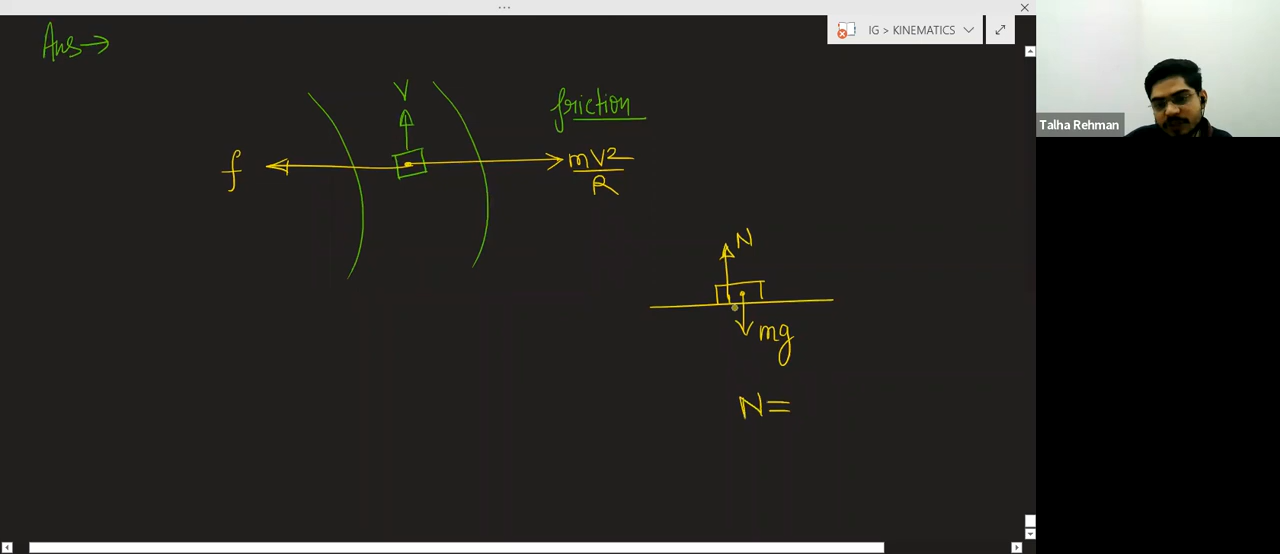 IG > KINEMATICS
Ans →
V
friction
Talha Rehman
f
mV2
R
N
mg
N=